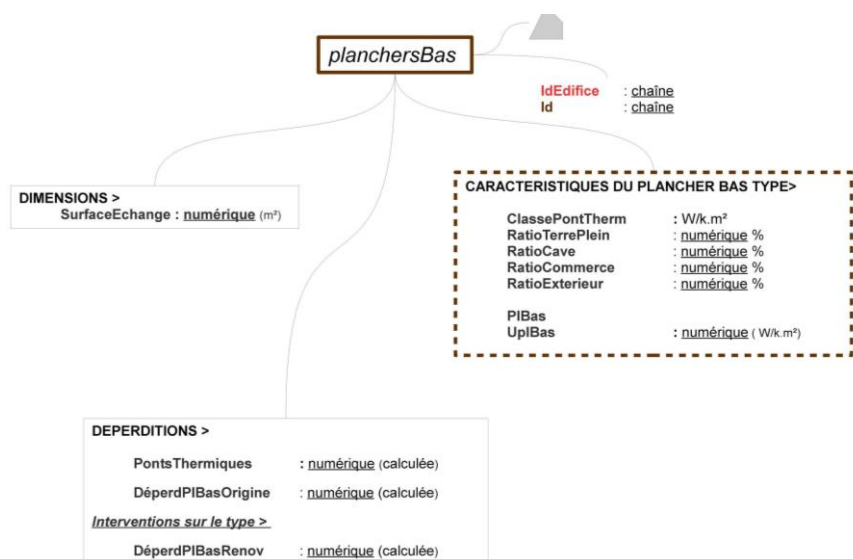 planchersBas
IdEdifice : chaîne
Id : chaîne
DIMENSIONS >
SurfaceEchange : numérique (m²)
CARACTERISTIQUES DU PLANCHER BAS TYPE>
ClassePontTherm : W/k.m²
RatioTerrePlein : numérique %
RatioCave : numérique %
RatioCommerce : numérique %
RatioExterieur : numérique %
PlBas
UplBas : numérique ( W/k.m²)
DEPERDITIONS >
PontsThermiques : numérique (calculée)
DéperdPlBasOrigine : numérique (calculée)
Interventions sur le type >
DéperdPlBasRenov : numérique (calculée)